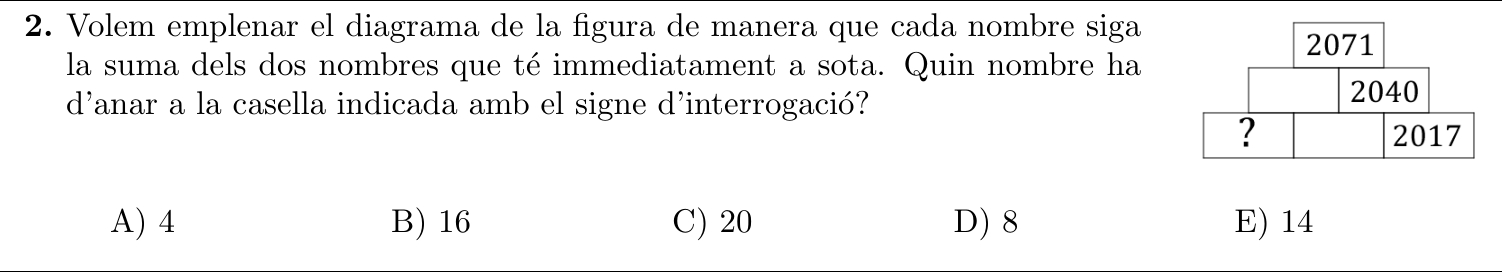 2. Volem emplenar el diagrama de la figura de manera que cada nombre siga
la suma dels dos nombres que té immediatament a sota. Quin nombre ha
d'anar a la casella indicada amb el signe d'interrogació?
2071
2040
? 2017
A) 4 B) 16 C) 20 D) 8 E) 14